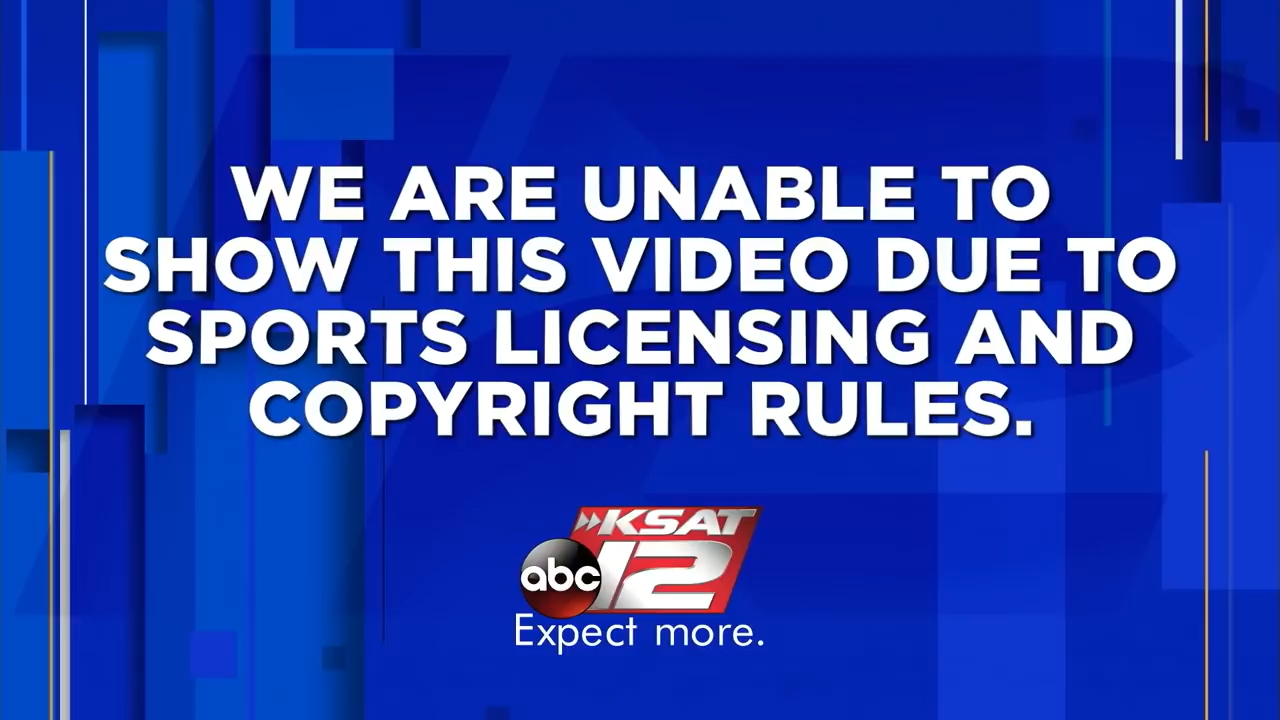 WE ARE UNABLE TO
SHOW THIS VIDEO DUE TO
SPORTS LICENSING AND
COPYRIGHT RULES.
KSAT
abc 12
Expect more.